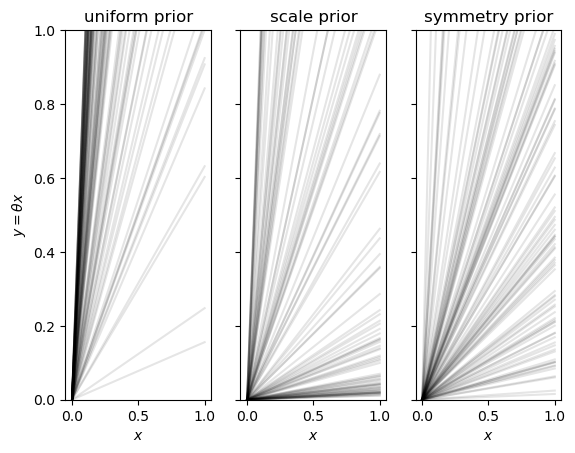 uniform prior
scale prior
symmetry prior
1.0
0.8
0.6
0.4
0.2
0.0
y = θx
0.0 0.5 1.0
0.0 0.5 1.0
0.0 0.5 1.0
x
x
x